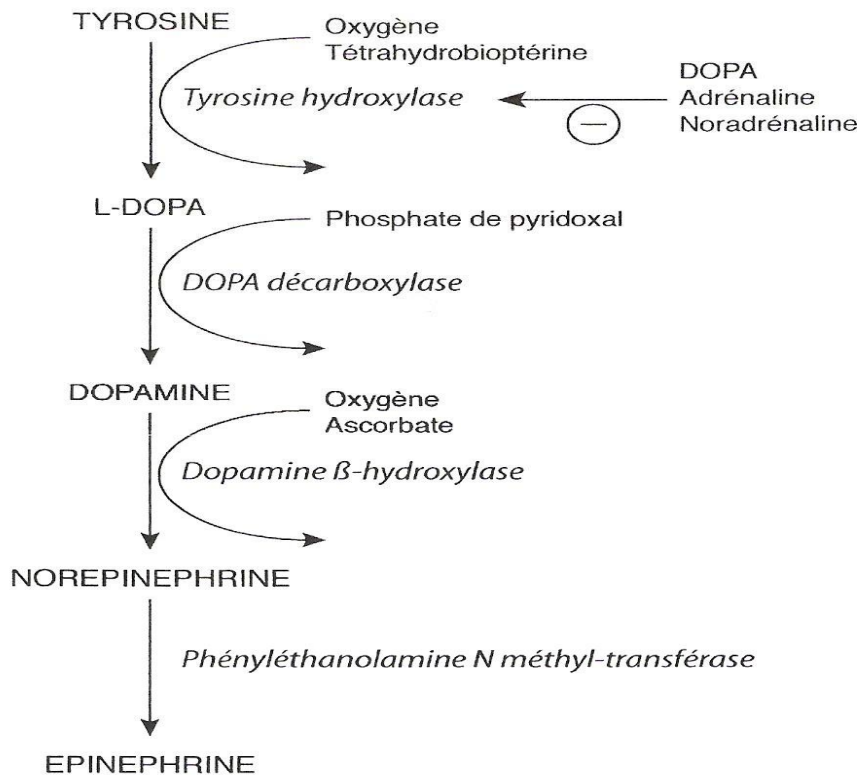 TYROSINE
Oxygène
Tétrahydrobioptérine
Tyrosine hydroxylase
DOPA
Adrénaline
Noradrénaline
−
L-DOPA
Phosphate de pyridoxal
DOPA décarboxylase
DOPAMINE
Oxygène
Ascorbate
Dopamine ß-hydroxylase
NOREPINEPHRINE
Phényléthanolamine N méthyl-transférase
EPINEPHRINE